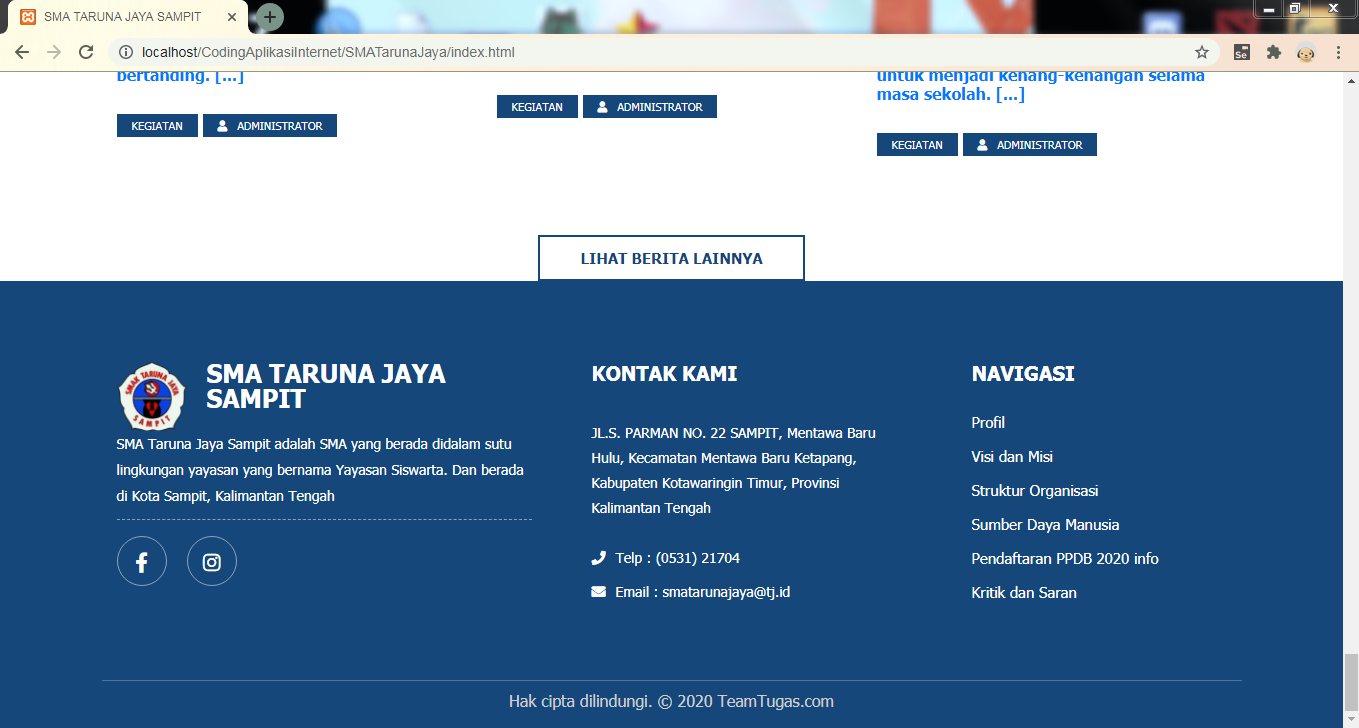 SMA TARUNA JAYA SAMPIT
localhost/CodingAplikasiInternet/SMATarunaJaya/index.html
Se
bertanding. [...]
KEGIATAN ADMINISTRATOR
KEGIATAN ADMINISTRATOR
untuk menjadi kenang-kenangan selama
masa sekolah. [...]
KEGIATAN ADMINISTRATOR
LIHAT BERITA LAINNYA
SMAK TARUNA JAYA
SAMPIT
SMA TARUNA JAYA
SAMPIT
SMA Taruna Jaya Sampit adalah SMA yang berada didalam sutu
lingkungan yayasan yang bernama Yayasan Siswarta. Dan berada
di Kota Sampit, Kalimantan Tengah
KONTAK KAMI
JL.S. PARMAN NO. 22 SAMPIT, Mentawa Baru
Hulu, Kecamatan Mentawa Baru Ketapang,
Kabupaten Kotawaringin Timur, Provinsi
Kalimantan Tengah
Telp : (0531) 21704
Email : smatarunajaya@tj.id
NAVIGASI
Profil
Visi dan Misi
Struktur Organisasi
Sumber Daya Manusia
Pendaftaran PPDB 2020 info
Kritik dan Saran
Hak cipta dilindungi. © 2020 TeamTugas.com